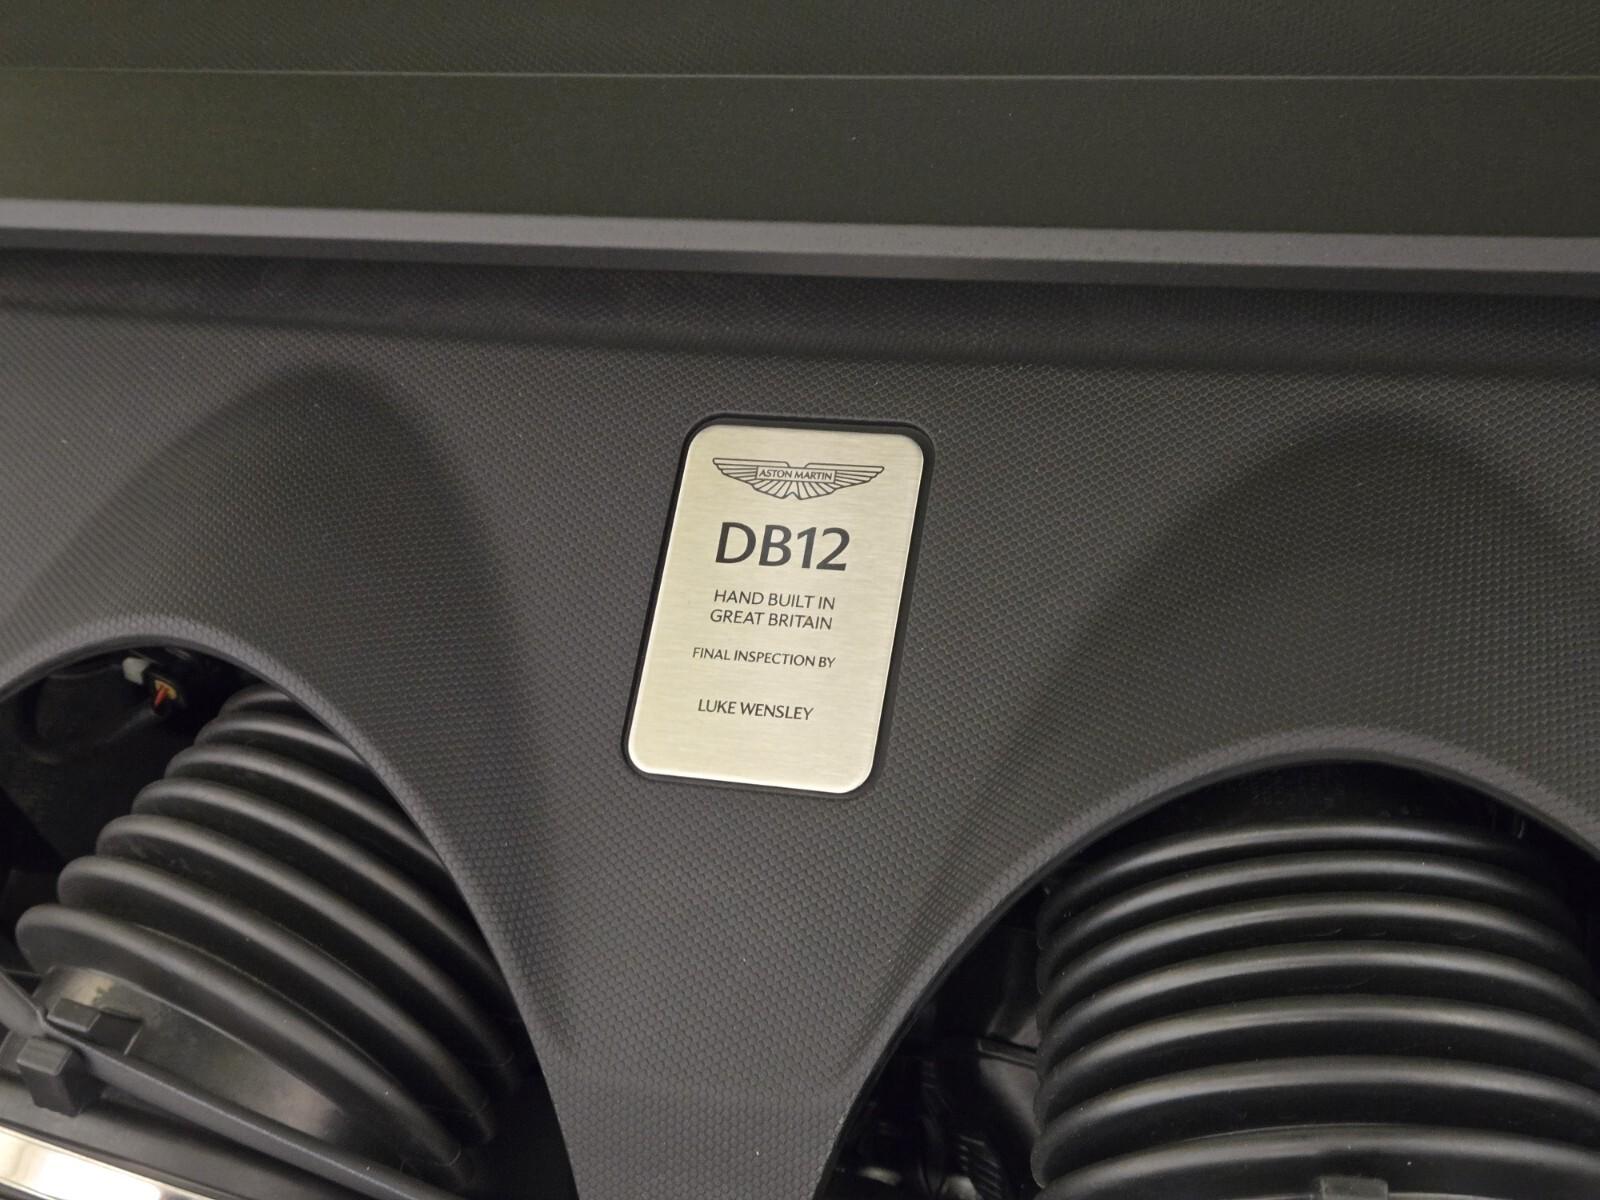 ASTON MARTIN
DB12
HAND BUILT IN
GREAT BRITAIN
FINAL INSPECTION BY
LUKE WENSLEY